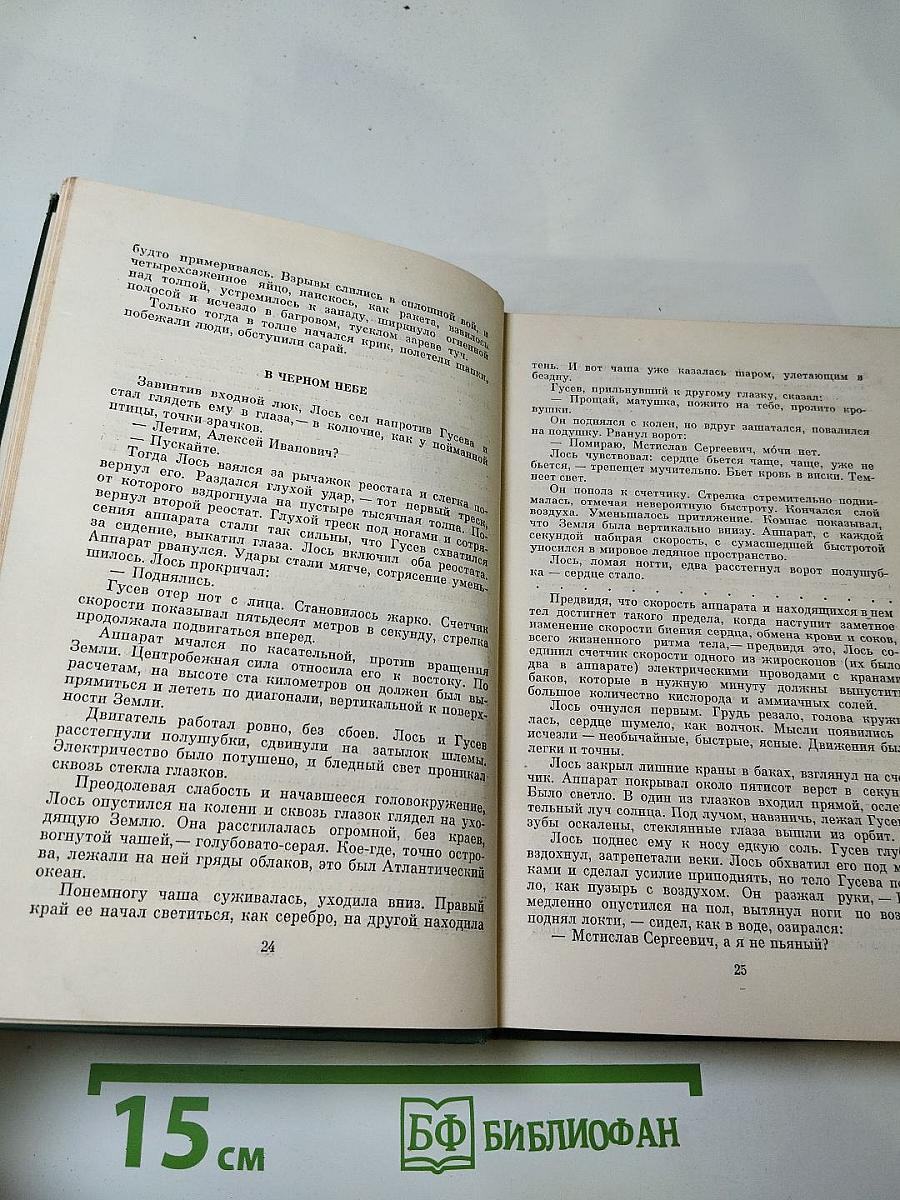 будто примериваясь. Взрывы слились в сплошной вой, и
четырехсаженное яйцо, наискось, как ракета, взвилось
над толпой, устремилось к западу, ширкнуло огненной
полосой и исчезло в багровом, тусклом зареве туч.
Только тогда в толпе начался крик, полетели шапки,
побежали люди, обступили сарай.
В ЧЕРНОМ НЕБЕ
Завинтив входной люк, Лось сел напротив Гусева и
стал глядеть ему в глаза,— в колючие, как у пойманной
птицы, точки зрачков.
— Летим, Алексей Иванович?
— Пускайте.
Тогда Лось взялся за рычажок реостата и слегка по-
вернул его. Раздался глухой удар, — тот первый треск,
от которого вздрогнула на пустыре тысячная толпа. По-
вернул второй реостат. Глухой треск под ногами и сотря-
сения аппарата стали так сильны, что Гусев схватился
за сидение, выкатил глаза. Лось включил оба реостата.
Аппарат рванулся. Удары стали мягче, сотрясение умень-
шилось. Лось прокричал:
— Поднялись.
Гусев отер пот с лица. Становилось жарко. Счетчик
скорости показывал пятьдесят метров в секунду, стрелка
продолжала подвигаться вперед.
Аппарат мчался по касательной, против вращения
Земли. Центробежная сила относила его к востоку. По
расчетам, на высоте ста километров он должен был вы-
прямиться и лететь по диагонали, вертикальной к поверх-
ности Земли.
Двигатель работал ровно, без сбоев. Лось и Гусев
расстегнули полушубки, сдвинули на затылок шлемы.
Электричество было потушено, и бледный свет проникал
сквозь стекла глазков.
Преодолевая слабость и начавшееся головокружение,
Лось опустился на колени и сквозь глазок глядел на ухо-
дящую Землю. Она расстилалась огромной, без краев,
вогнутой чашей,— голубовато-серая. Кое-где, точно остро-
ва, лежали на ней гряды облаков, это был Атлантический
океан.
Понемногу чаша суживалась, уходила вниз. Правый
край ее начал светиться, как серебро, на другой находила
24
тень. И вот чаша уже казалась шаром, улетающим в
бездну.
Гусев, прильнувший к другому глазку, сказал:
— Прощай, матушка, пожито на тебе, пролито кро-
вушки.
Он поднялся с колен, но вдруг зашатался, повалился
на подушку. Рванул ворот:
— Помираю, Мстислав Сергеевич, мо́чи нет.
Лось чувствовал: сердце бьется чаще, чаще, уже не
бьется, — трепещет мучительно. Бьет кровь в виски. Тем-
неет свет.
Он пополз к счетчику. Стрелка стремительно подни-
малась, отмечая невероятную быстроту. Кончался слой
воздуха. Уменьшалось притяжение. Компас показывал,
что Земля была вертикально внизу. Аппарат, с каждой
секундой набирая скорость, с сумасшедшей быстротой
уносился в мировое ледяное пространство.
Лось, ломая ногти, едва расстегнул ворот полушуб-
ка — сердце стало.
. . . . . . . . . . . . . . . . . .
Предвидя, что скорость аппарата и находящихся в нем
тел достигнет такого предела, когда наступит заметное
изменение скорости биения сердца, обмена крови и соков,
всего жизненного ритма тела,— предвидя это, Лось со-
единил счетчик скорости одного из жироскопов (их было
два в аппарате) электрическими проводами с кранами
баков, которые в нужную минуту должны выпустить
большое количество кислорода и аммиачных солей.
Лось очнулся первым. Грудь резало, голова кружи
лась, сердце шумело, как волчок. Мысли появились
исчезли — необычайные, быстрые, ясные. Движения был
легки и точны.
Лось закрыл лишние краны в баках, взглянул на сче
чик. Аппарат покрывал около пятисот верст в секун
Было светло. В один из глазков входил прямой, осле
тельный луч солнца. Под лучом, навзничь, лежал Гусе
зубы оскалены, стеклянные глаза вышли из орбит.
Лось поднес ему к носу едкую соль. Гусев глу
вздохнул, затрепетали веки. Лось обхватил его под м
ками и сделал усилие приподнять, но тело Гусева по
ло, как пузырь с воздухом. Он разжал руки, —
медленно опустился на пол, вытянул ноги по воз
поднял локти, — сидел, как в воде, озирался:
— Мстислав Сергеевич, а я не пьяный?
25
15 см
БФ БИБЛИОФАН